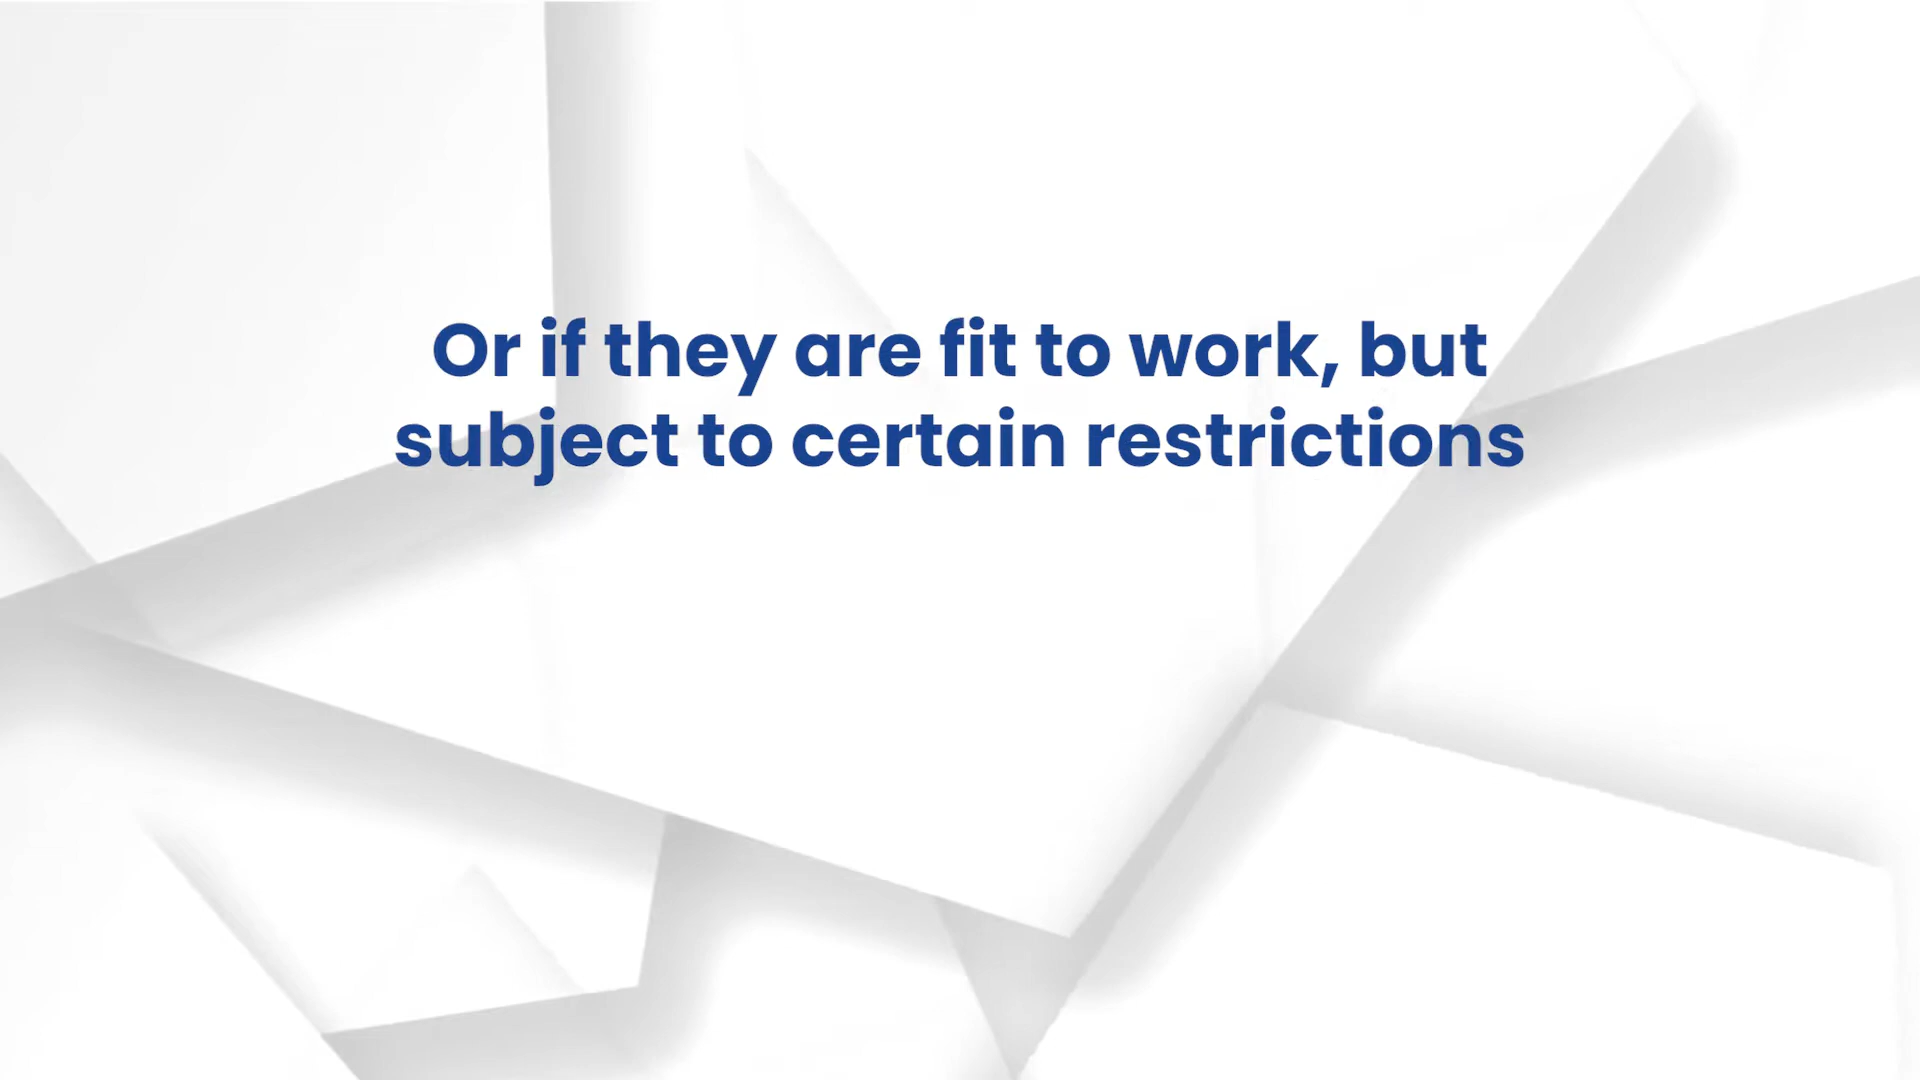 Or if they are fit to work, but
subject to certain restrictions